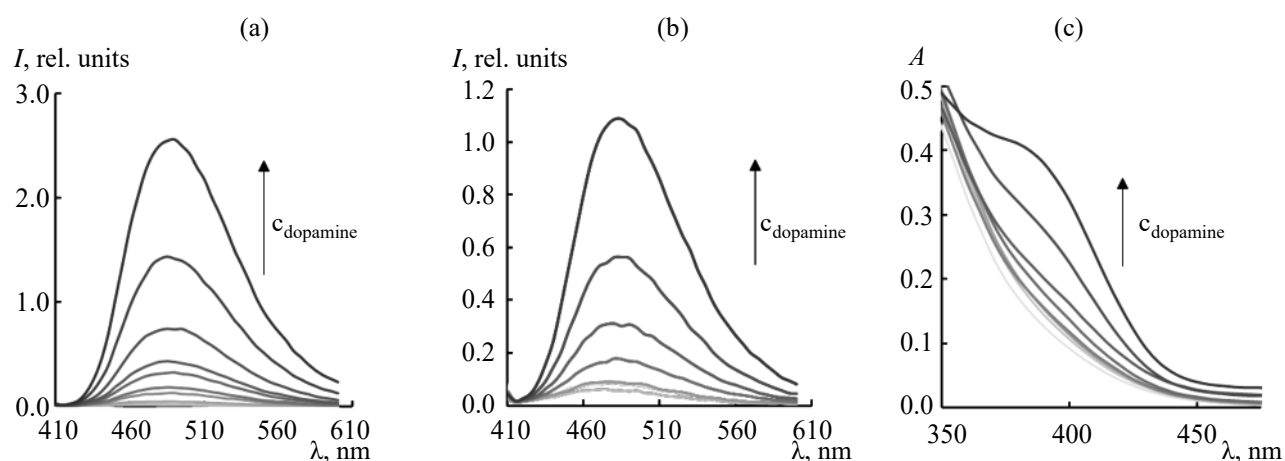 (a)
I, rel. units
3.0
2.0
1.0
0.0
410 460 510 560 610
λ, nm
c_dopamine
(b)
I, rel. units
1.2
1.0
0.8
0.6
0.4
0.2
0.0
410 460 510 560 610
λ, nm
c_dopamine
(c)
A
0.5
0.4
0.3
0.2
0.1
0.0
350 400 450
λ, nm
c_dopamine